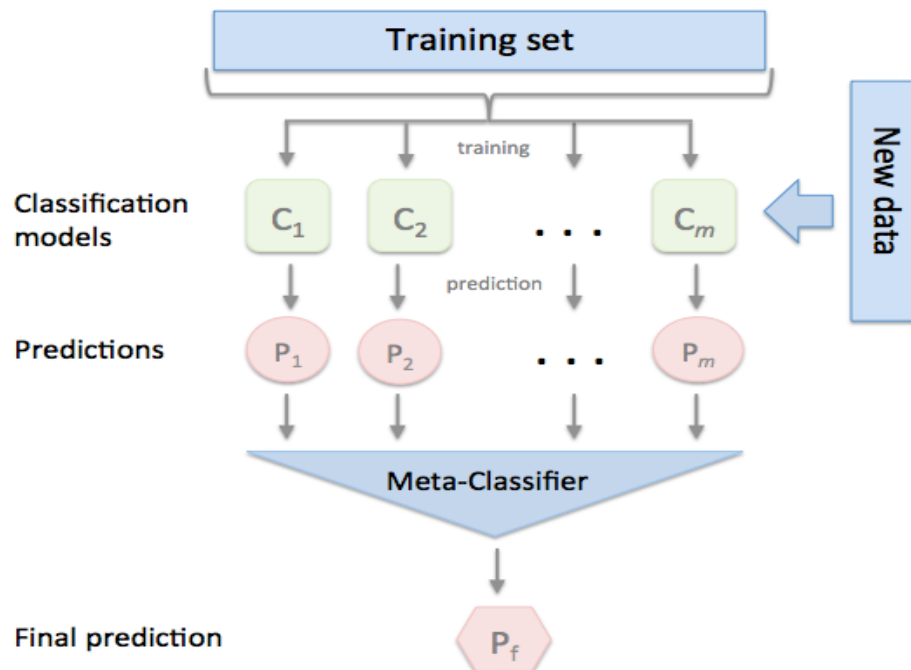 Training set
training
New data
Classification
models
C₁
C₂
. . .
Cₘ
prediction
Predictions
P₁
P₂
. . .
Pₘ
Meta-Classifier
Final prediction
P_f